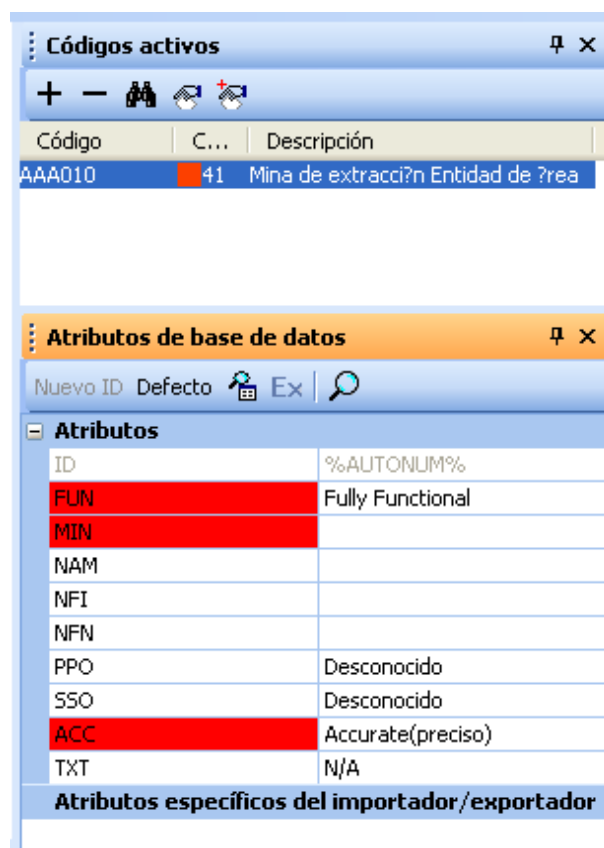 Códigos activos
Código C... Descripción
AAA010 41 Mina de extracci?n Entidad de ?rea
Atributos de base de datos
Nuevo ID Defecto Ex
Atributos
ID %AUTONUM%
FUN Fully Functional
MIN
NAM
NFI
NFN
PPO Desconocido
SSO Desconocido
ACC Accurate(preciso)
TXT N/A
Atributos específicos del importador/exportador